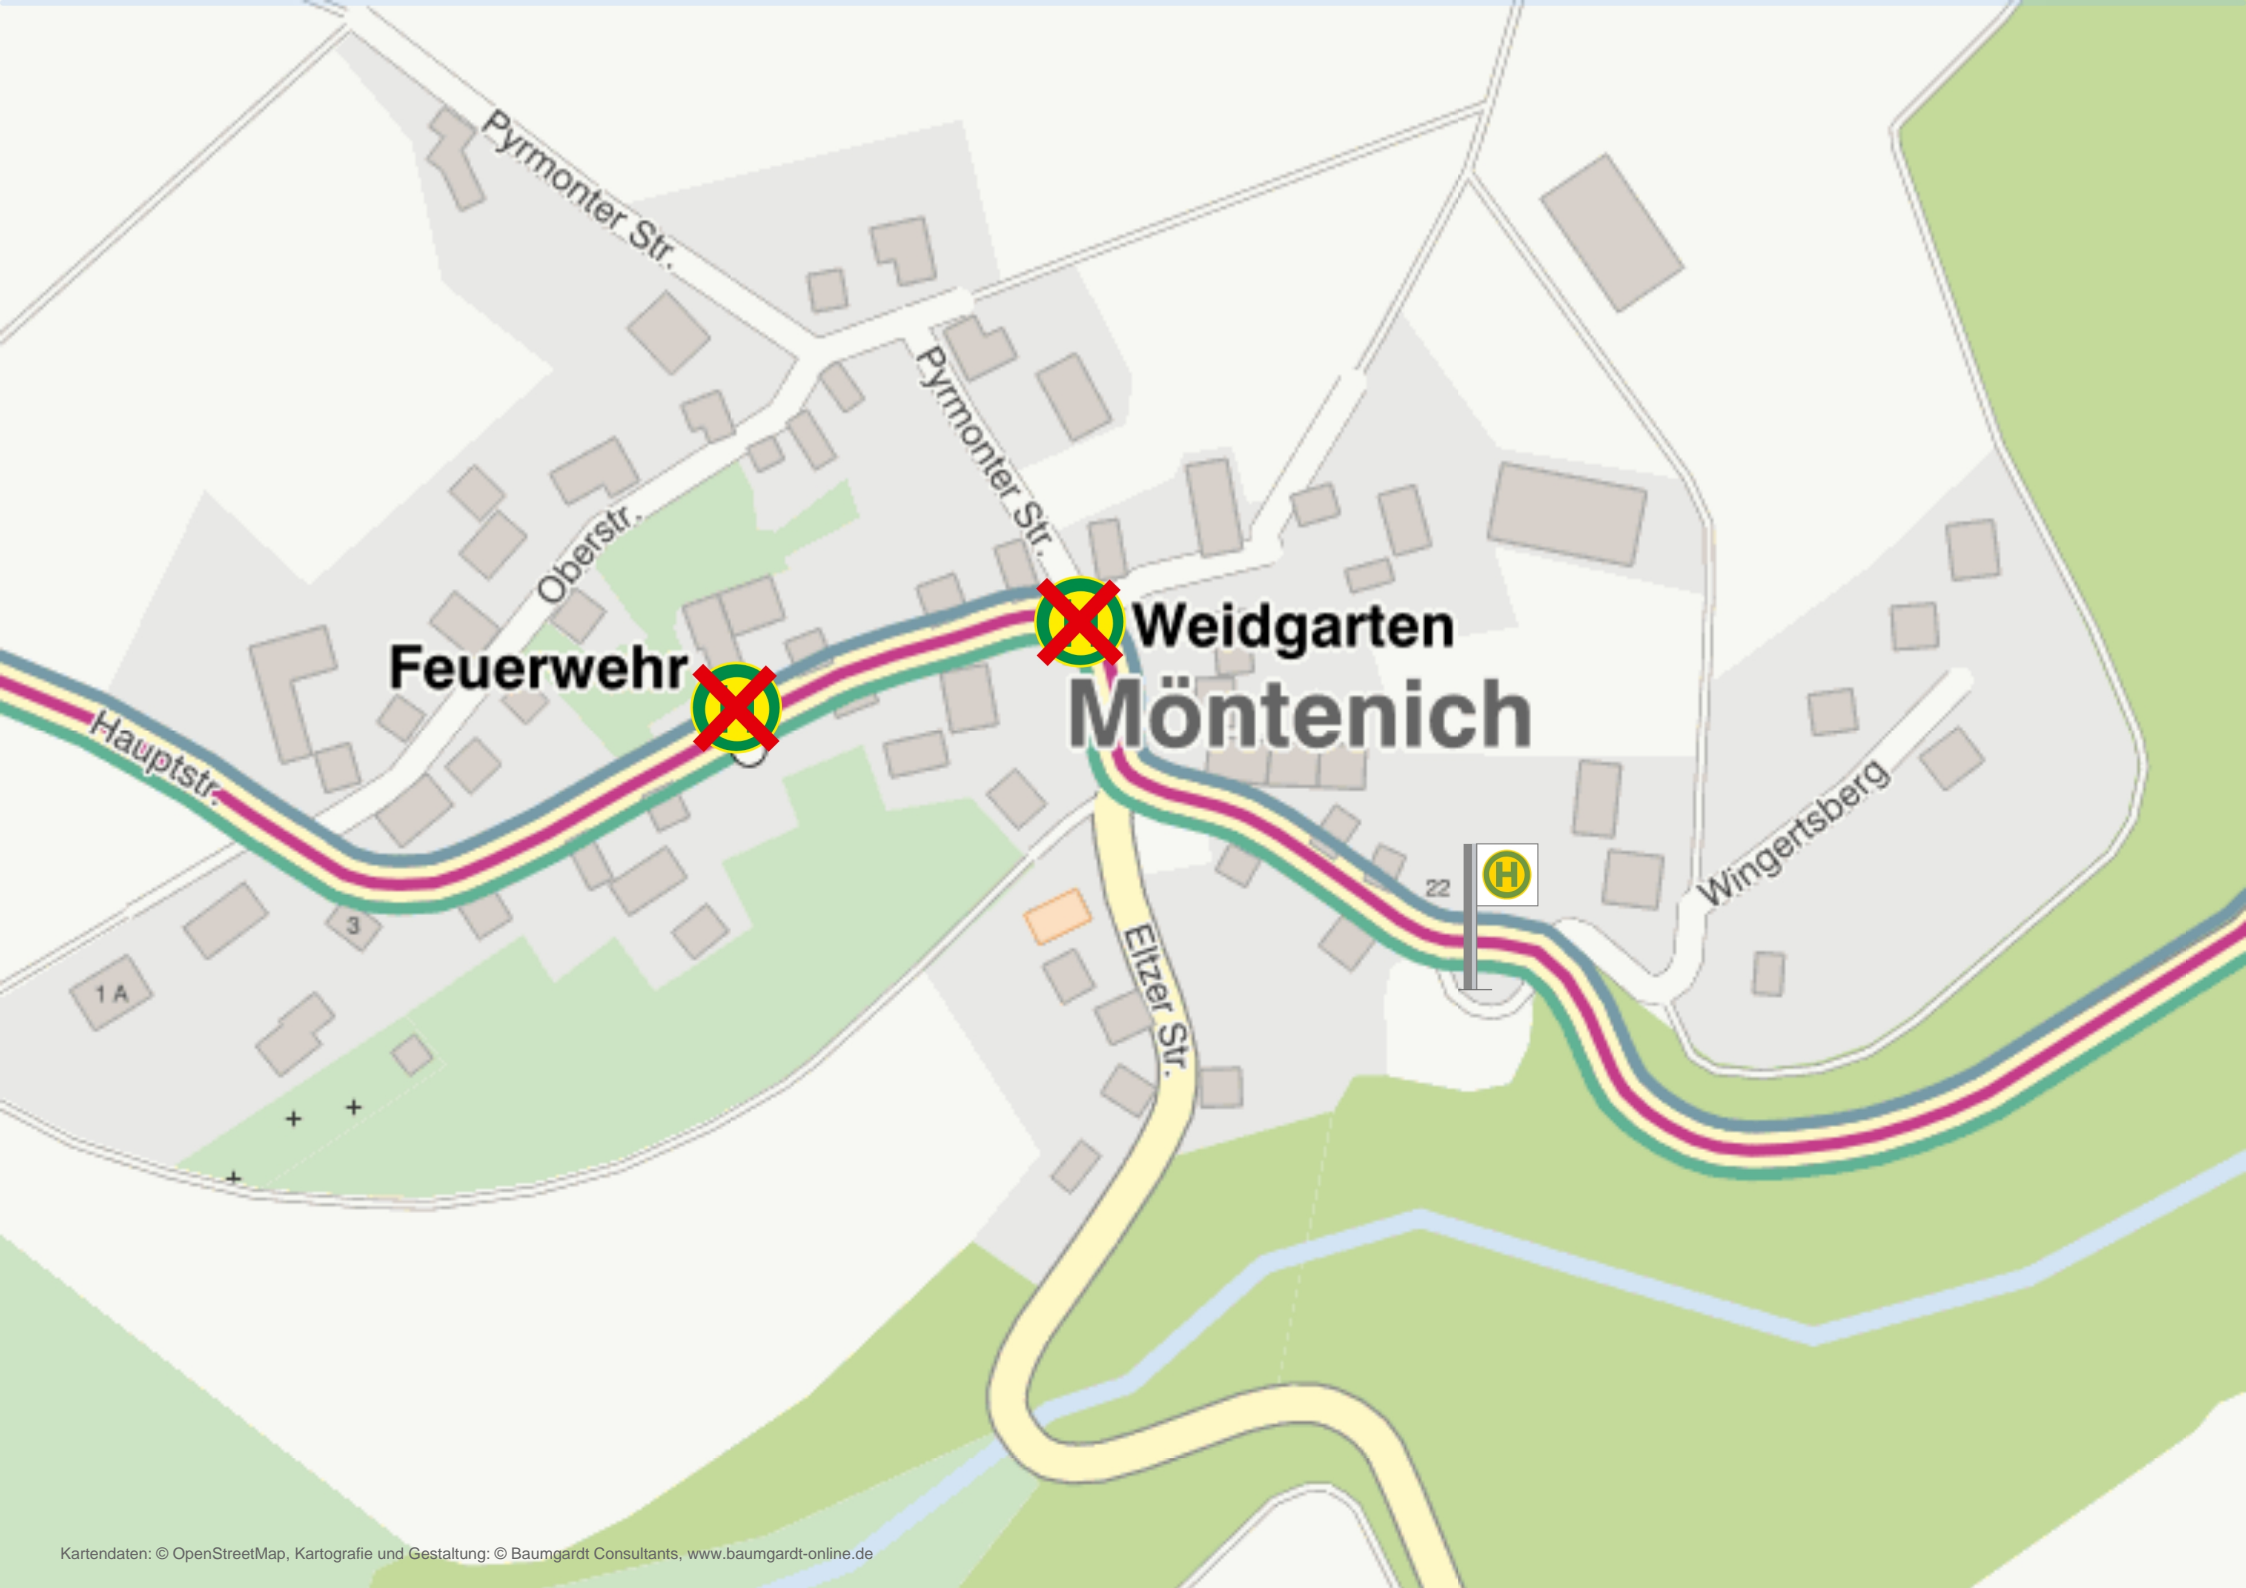 Pyrmonter Str.
Pyrmonter Str.
Oberstr.
Weidgarten
Feuerwehr
Möntenich
Hauptstr.
Wingertsberg
22
H
3
1 A
Eltzer Str.
Kartendaten: © OpenStreetMap, Kartografie und Gestaltung: © Baumgardt Consultants, www.baumgardt-online.de